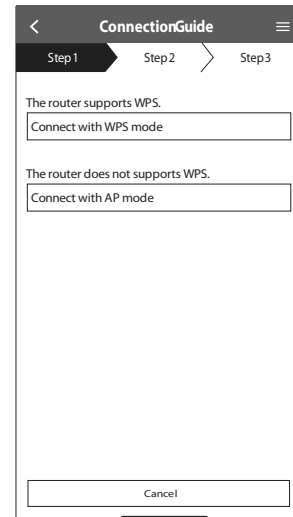 ConnectionGuide
Step1 Step2 Step3
The router supports WPS.
Connect with WPS mode
The router does not supports WPS.
Connect with AP mode
Cancel